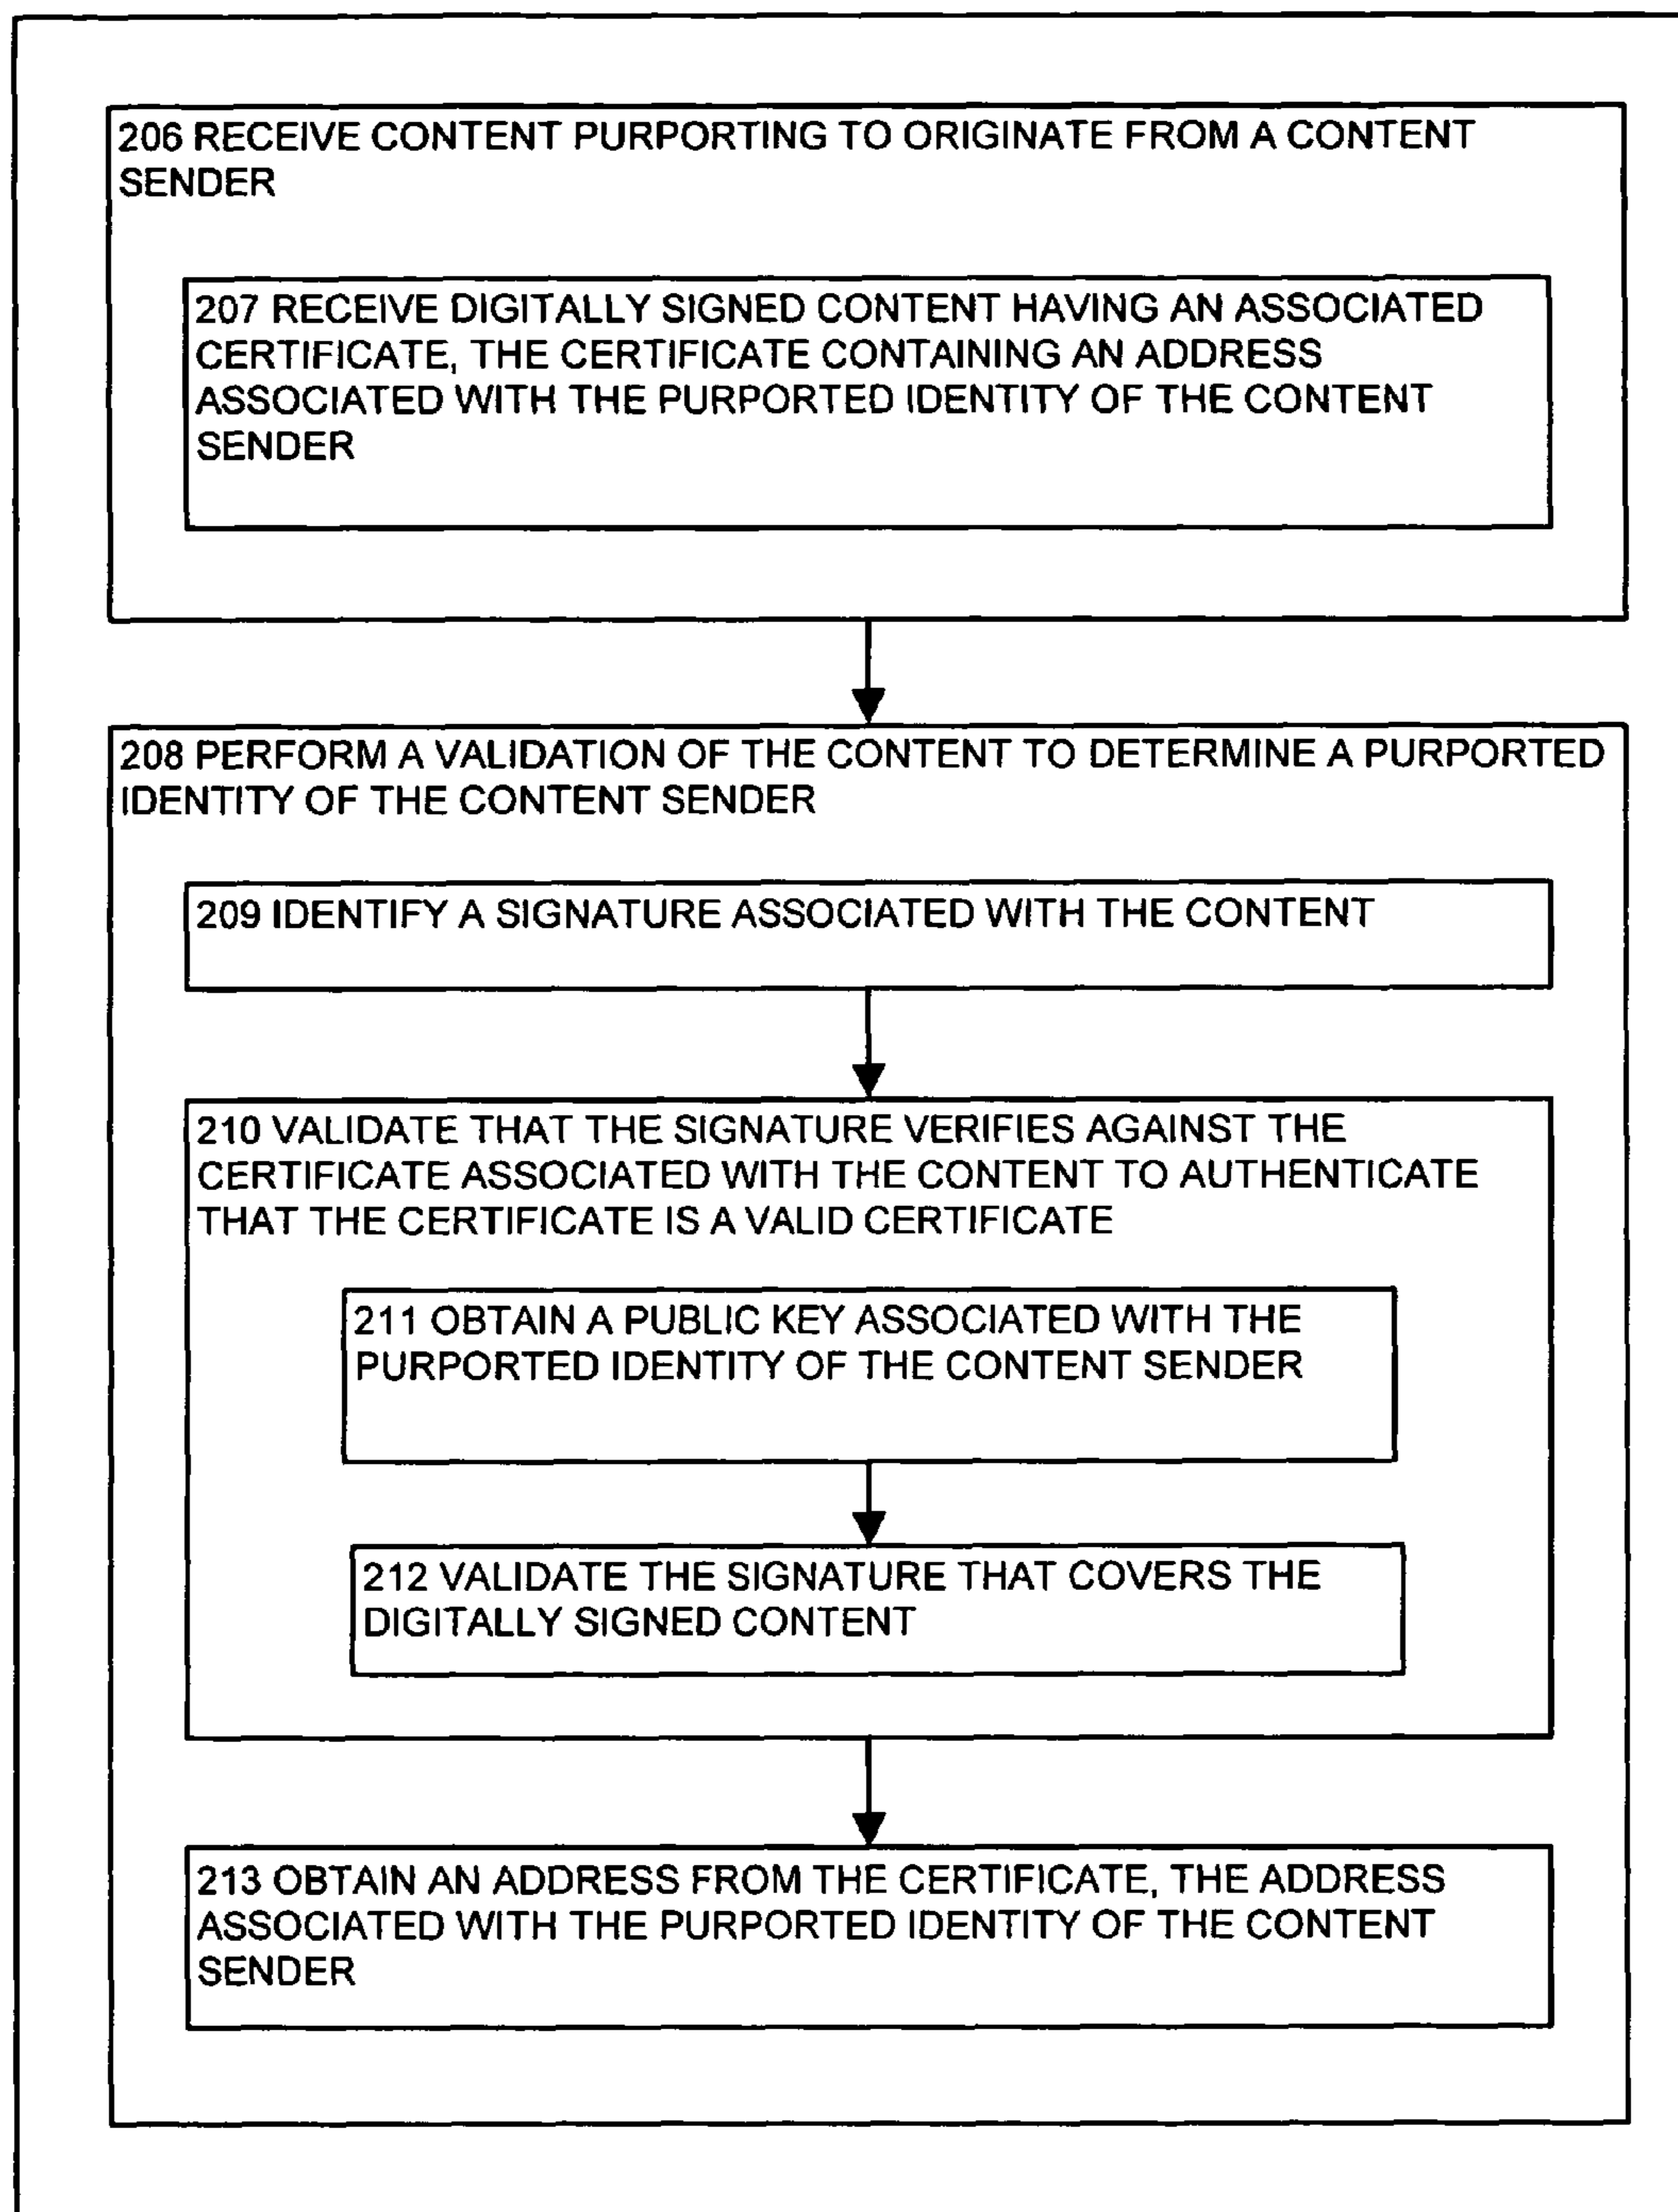 206 RECEIVE CONTENT PURPORTING TO ORIGINATE FROM A CONTENT
SENDER
207 RECEIVE DIGITALLY SIGNED CONTENT HAVING AN ASSOCIATED
CERTIFICATE, THE CERTIFICATE CONTAINING AN ADDRESS
ASSOCIATED WITH THE PURPORTED IDENTITY OF THE CONTENT
SENDER
208 PERFORM A VALIDATION OF THE CONTENT TO DETERMINE A PURPORTED
IDENTITY OF THE CONTENT SENDER
209 IDENTIFY A SIGNATURE ASSOCIATED WITH THE CONTENT
210 VALIDATE THAT THE SIGNATURE VERIFIES AGAINST THE
CERTIFICATE ASSOCIATED WITH THE CONTENT TO AUTHENTICATE
THAT THE CERTIFICATE IS A VALID CERTIFICATE
211 OBTAIN A PUBLIC KEY ASSOCIATED WITH THE
PURPORTED IDENTITY OF THE CONTENT SENDER
212 VALIDATE THE SIGNATURE THAT COVERS THE
DIGITALLY SIGNED CONTENT
213 OBTAIN AN ADDRESS FROM THE CERTIFICATE, THE ADDRESS
ASSOCIATED WITH THE PURPORTED IDENTITY OF THE CONTENT
SENDER